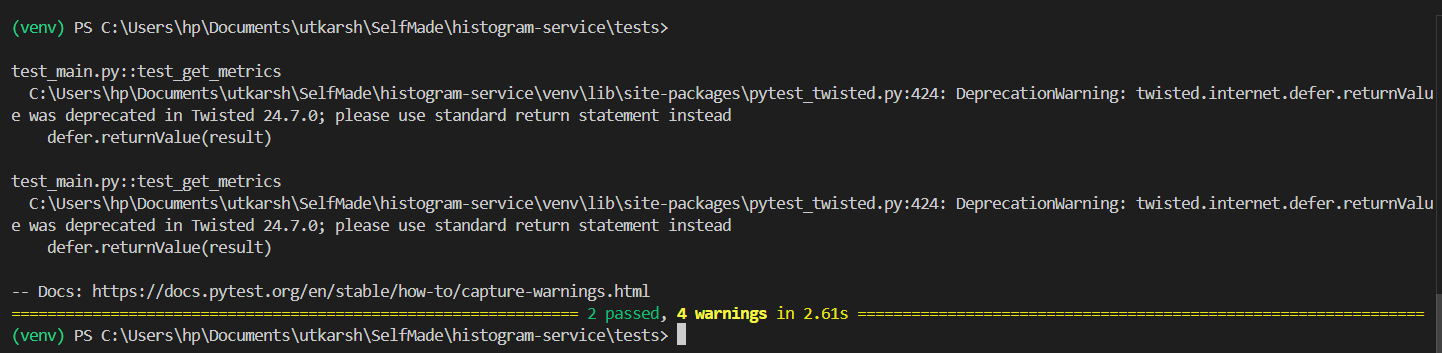 (venv) PS C:\Users\hp\Documents\utkarsh\SelfMade\histogram-service\tests>
test_main.py::test_get_metrics
  C:\Users\hp\Documents\utkarsh\SelfMade\histogram-service\venv\lib\site-packages\pytest_twisted.py:424: DeprecationWarning: twisted.internet.defer.returnValu
e was deprecated in Twisted 24.7.0; please use standard return statement instead
    defer.returnValue(result)
test_main.py::test_get_metrics
  C:\Users\hp\Documents\utkarsh\SelfMade\histogram-service\venv\lib\site-packages\pytest_twisted.py:424: DeprecationWarning: twisted.internet.defer.returnValu
e was deprecated in Twisted 24.7.0; please use standard return statement instead
    defer.returnValue(result)
-- Docs: https://docs.pytest.org/en/stable/how-to/capture-warnings.html
=============================================================== 2 passed, 4 warnings in 2.61s ===============================================================
(venv) PS C:\Users\hp\Documents\utkarsh\SelfMade\histogram-service\tests>